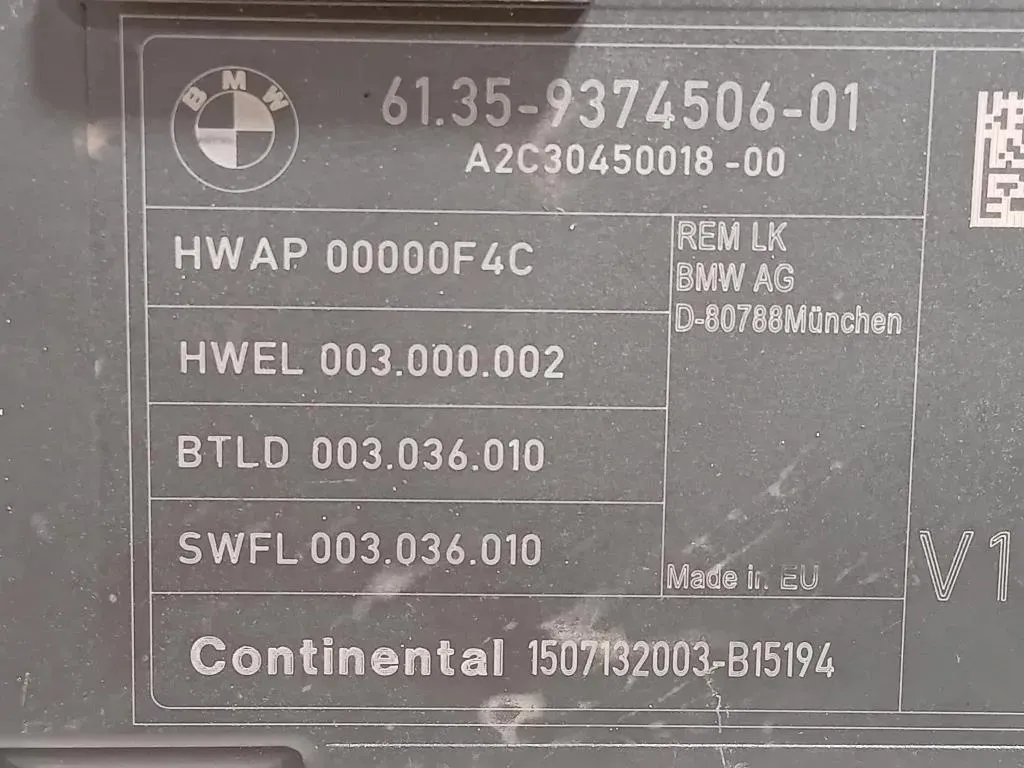 BMW
61.35-9374506-01
A2C30450018-00
HWAP 00000F4C
REM LK
BMW AG
D-80788München
HWEL 003.000.002
BTLD 003.036.010
SWFL 003.036.010
Made in EU
V1
Continental 1507132003-B15194